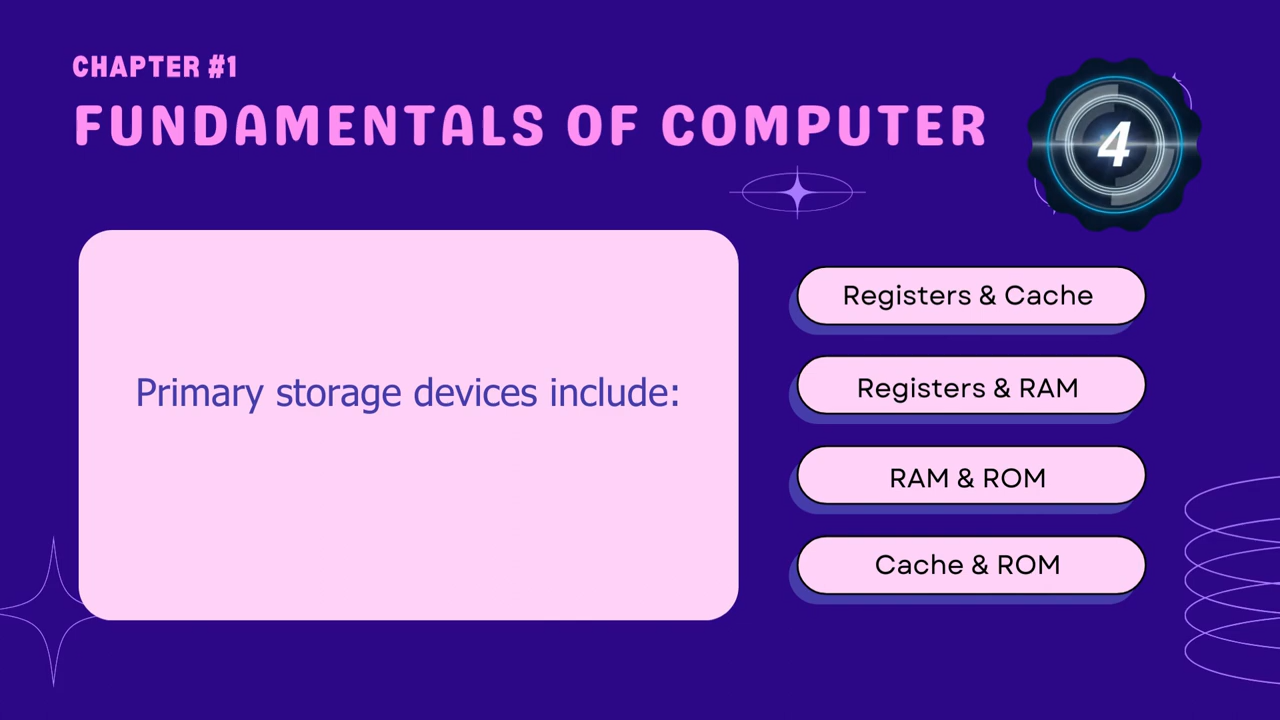 CHAPTER #1
FUNDAMENTALS OF COMPUTER
4
Primary storage devices include:
Registers & Cache
Registers & RAM
RAM & ROM
Cache & ROM